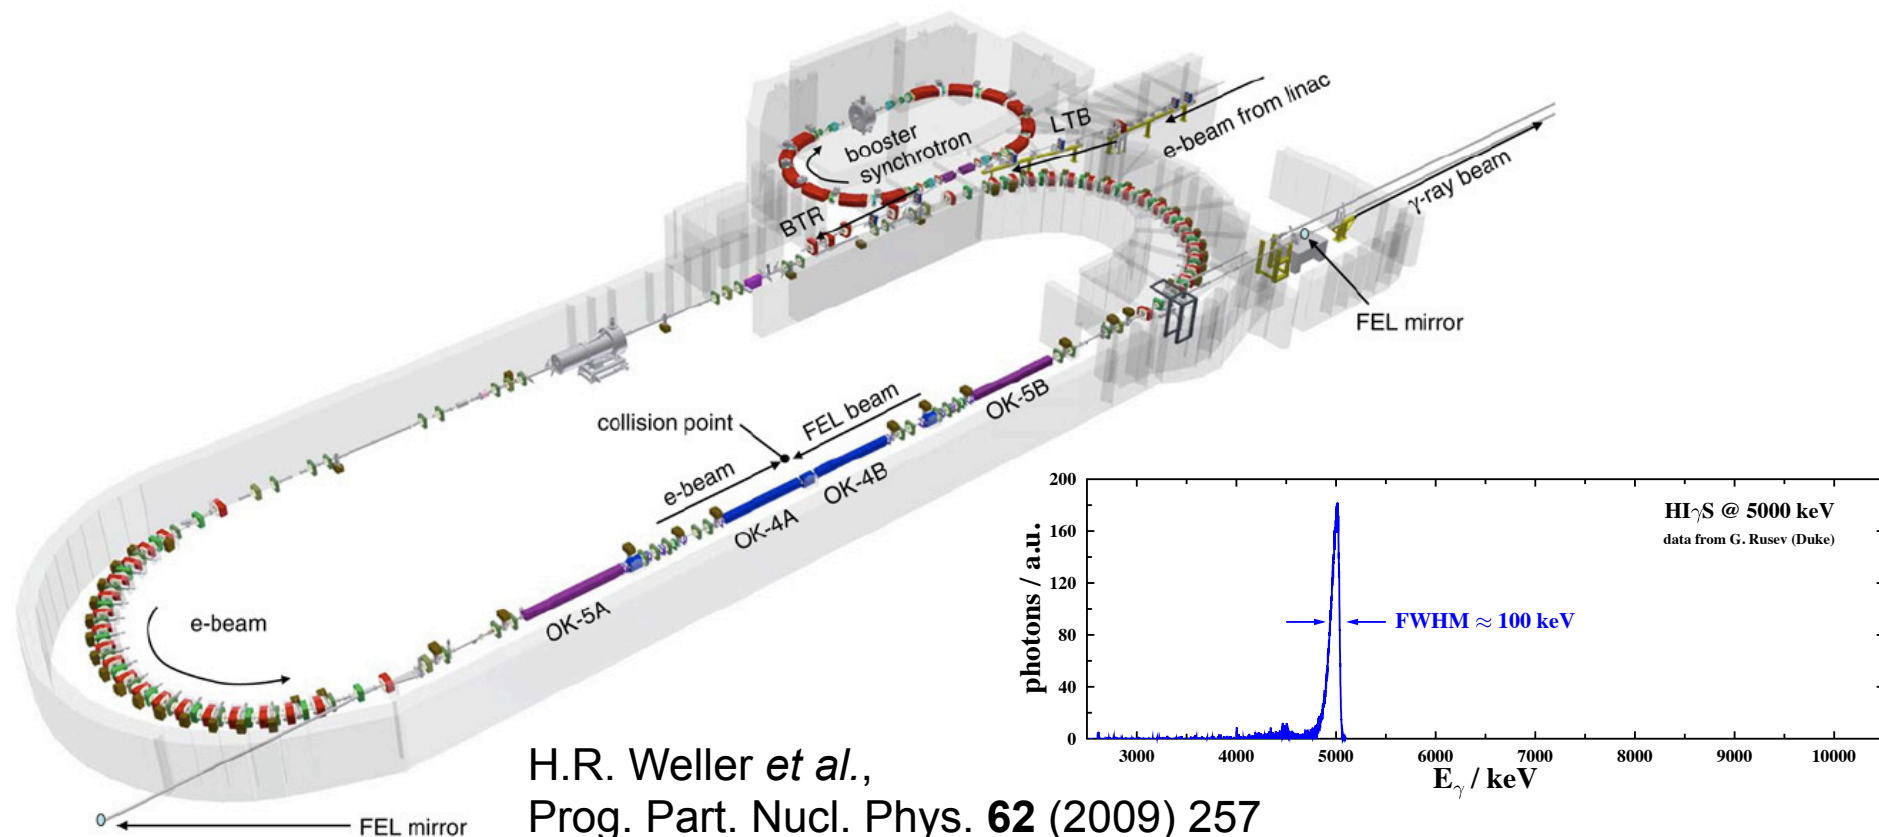 booster
synchrotron
LTB
e-beam from linac
BTR
γ-ray beam
FEL mirror
collision point
FEL beam
e-beam
OK-5B
OK-4B
OK-4A
OK-5A
e-beam
FEL mirror
H.R. Weller et al.,
Prog. Part. Nucl. Phys. 62 (2009) 257
200
160
120
80
40
0
photons / a.u.
HIγS @ 5000 keV
data from G. Rusev (Duke)
FWHM ≈ 100 keV
3000 4000 5000 6000 7000 8000 9000 10000
Eγ / keV